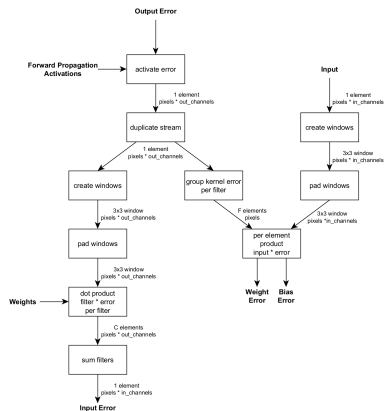 Output Error
Forward Propagation
Activations
activate error
Input
1 element
pixels * out_channels
1 element
pixels * in_channels
duplicate stream
create windows
1 element
pixels * out_channels
3x3 window
pixels * in_channels
create windows
group kernel error
per filter
pad windows
3x3 window
pixels * out_channels
F elements
pixels
3x3 window
pixels *in_channels
pad windows
per element
product
input * error
3x3 window
pixels * out_channels
Weight
Error
Bias
Error
Weights
dot product
filter * error
per filter
C elements
pixels * out_channels
sum filters
1 element
pixels * in_channels
Input Error